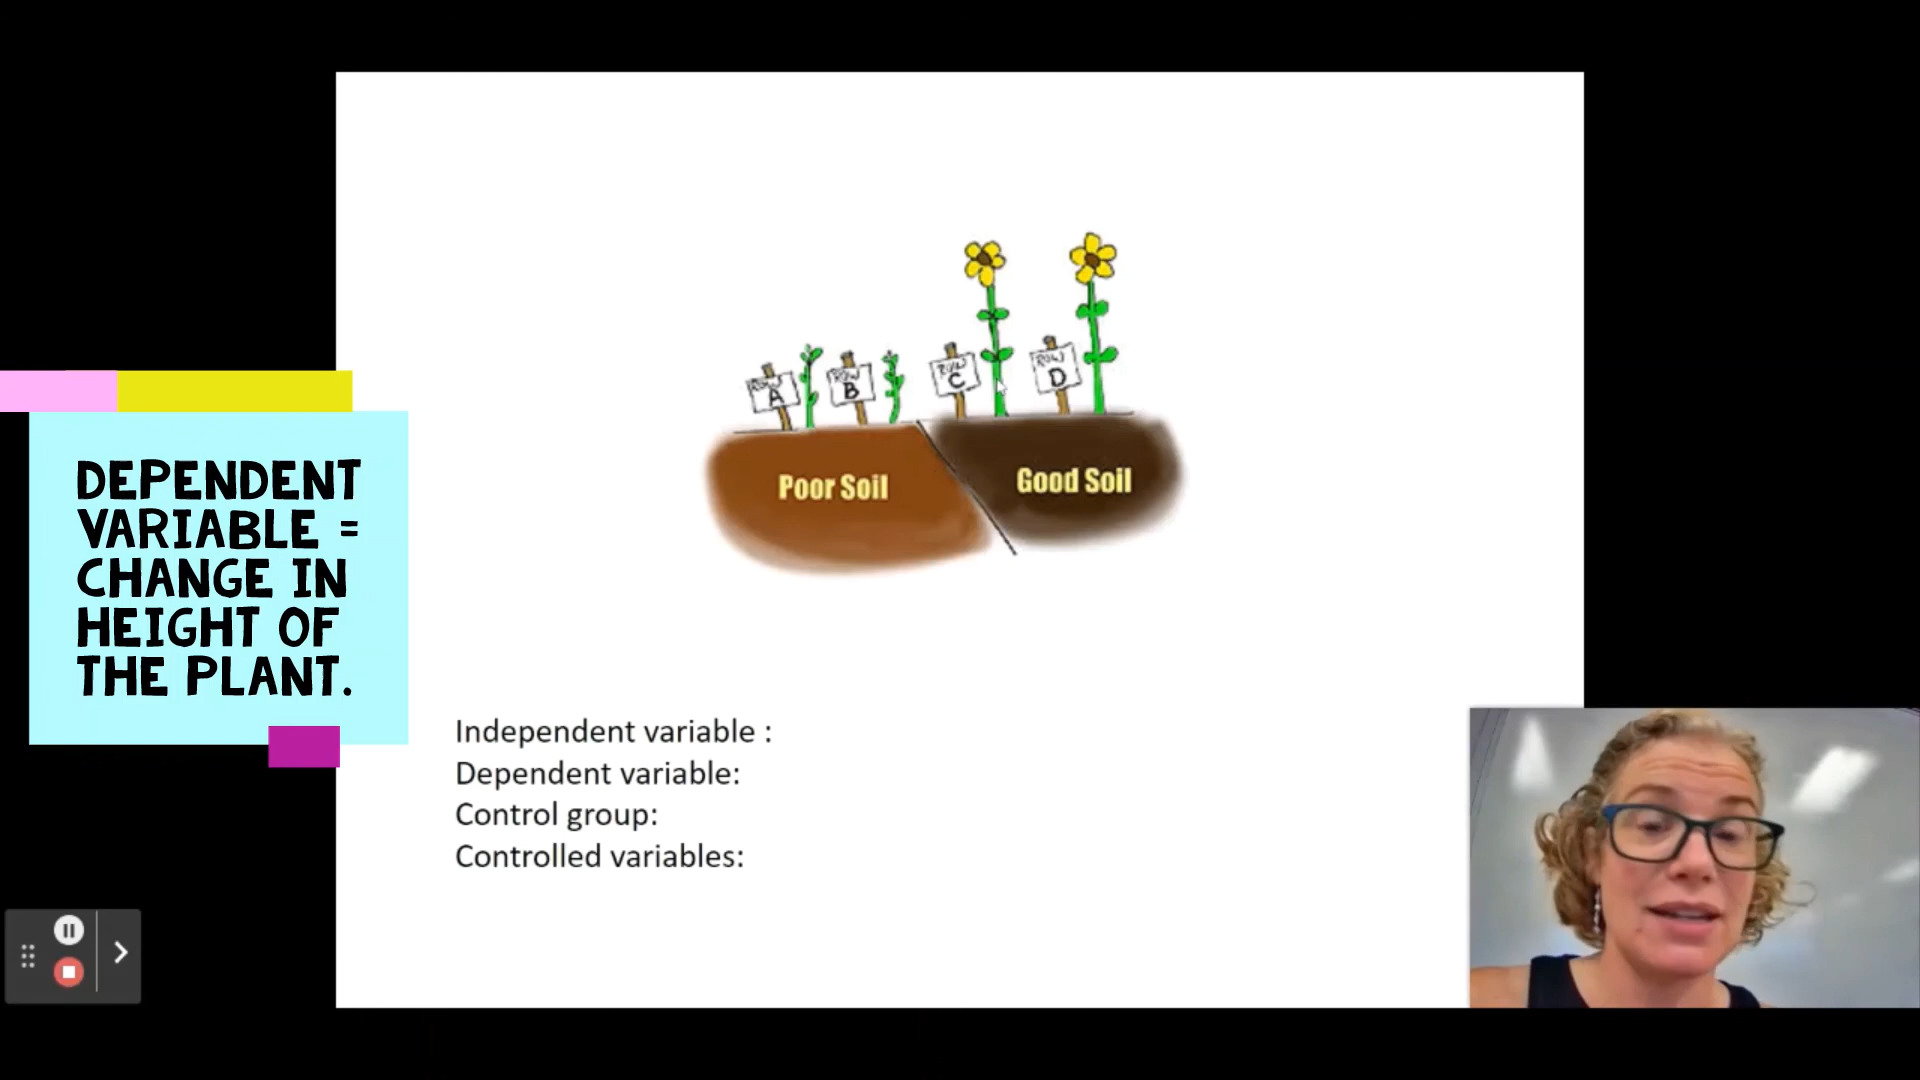 ROW
A
ROW
B
ROW
C
ROW
D
Poor Soil
Good Soil
DEPENDENT
VARIABLE =
CHANGE IN
HEIGHT OF
THE PLANT.
Independent variable :
Dependent variable:
Control group:
Controlled variables: